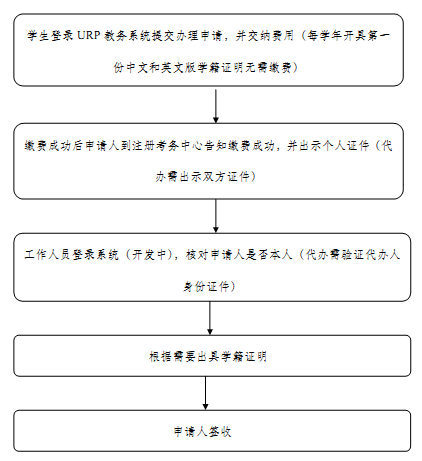 学生登录 URP 教务系统提交办理申请，并交纳费用（每学年开具第一
份中文和英文版学籍证明无需缴费）
缴费成功后申请人到注册考务中心告知缴费成功，并出示个人证件（代
办需出示双方证件）
工作人员登录系统（开发中），核对申请人是否本人（代办需验证代办人
身份证件）
根据需要出具学籍证明
申请人签收